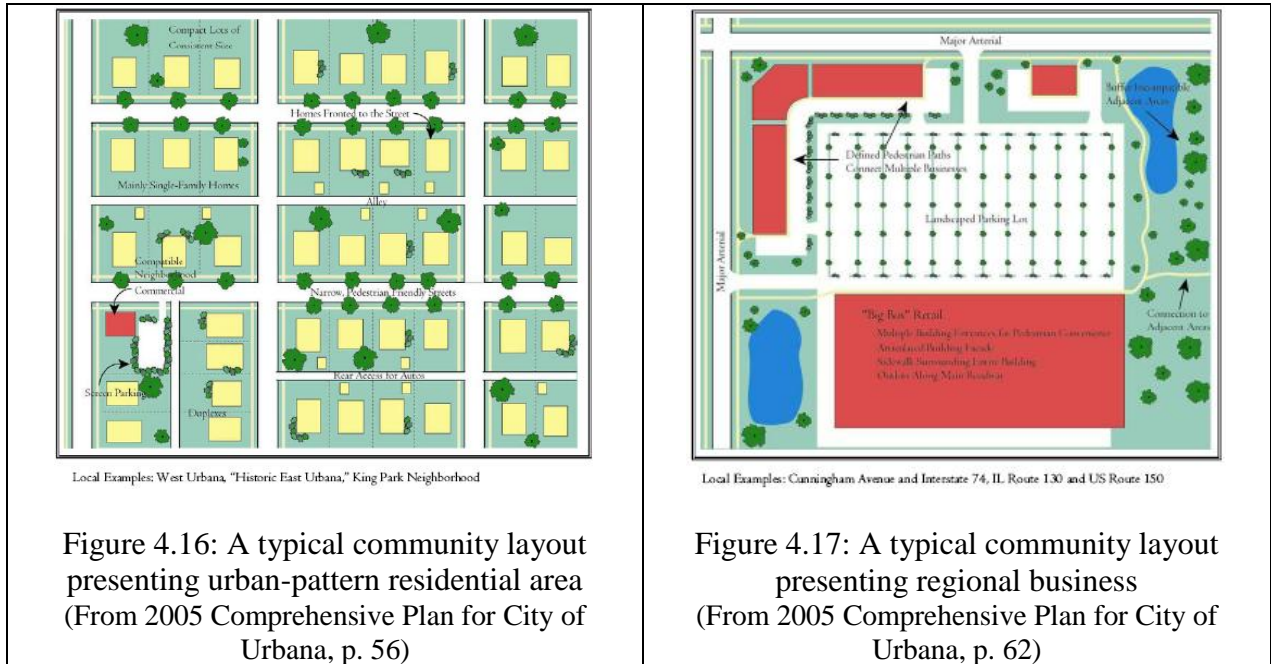 Compact Lots of
Consistent Size
Homes Fronted to the Street
Mainly Single-Family Homes
Alley
Compatible
Neighborhood
Commercial
Narrow, Pedestrian Friendly Streets
Screen Parking
Rear Access for Autos
Duplexes
Local Examples: West Urbana, "Historic East Urbana," King Park Neighborhood
Figure 4.16: A typical community layout
presenting urban-pattern residential area
(From 2005 Comprehensive Plan for City of
Urbana, p. 56)
Major Arterial
Buffer Incompatible
Adjacent Areas
Defined Pedestrian Paths
Connect Multiple Businesses
Landscaped Parking Lot
Major Arterial
"Big Box" Retail
Multiple Building Entrances for Pedestrian Convenience
Articulated Building Facade
Sidewalk Surrounding Entire Building
Outlots Along Main Roadway
Connection to
Adjacent Areas
Local Examples: Cunningham Avenue and Interstate 74, IL Route 130 and US Route 150
Figure 4.17: A typical community layout
presenting regional business
(From 2005 Comprehensive Plan for City of
Urbana, p. 62)